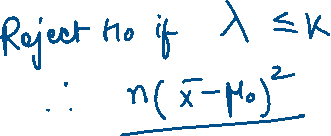 Reject H₀ if λ ≤ K
∴ n(x̄-μ₀)²